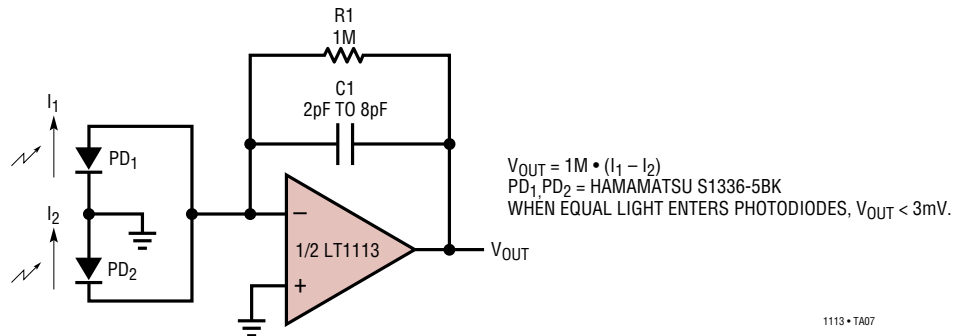 R1
1M
C1
2pF TO 8pF
I1
PD1
I2
PD2
−
1/2 LT1113
+
VOUT
VOUT = 1M • (I1 – I2)
PD1,PD2 = HAMAMATSU S1336-5BK
WHEN EQUAL LIGHT ENTERS PHOTODIODES, VOUT < 3mV.
1113 • TA07